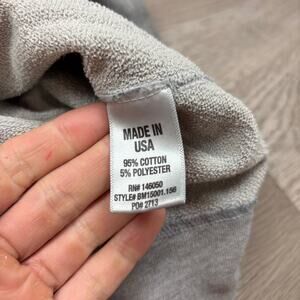 MADE IN
USA
95% COTTON
5% POLYESTER
RN# 146050
STYLE# BM15001.156
PO# 2713